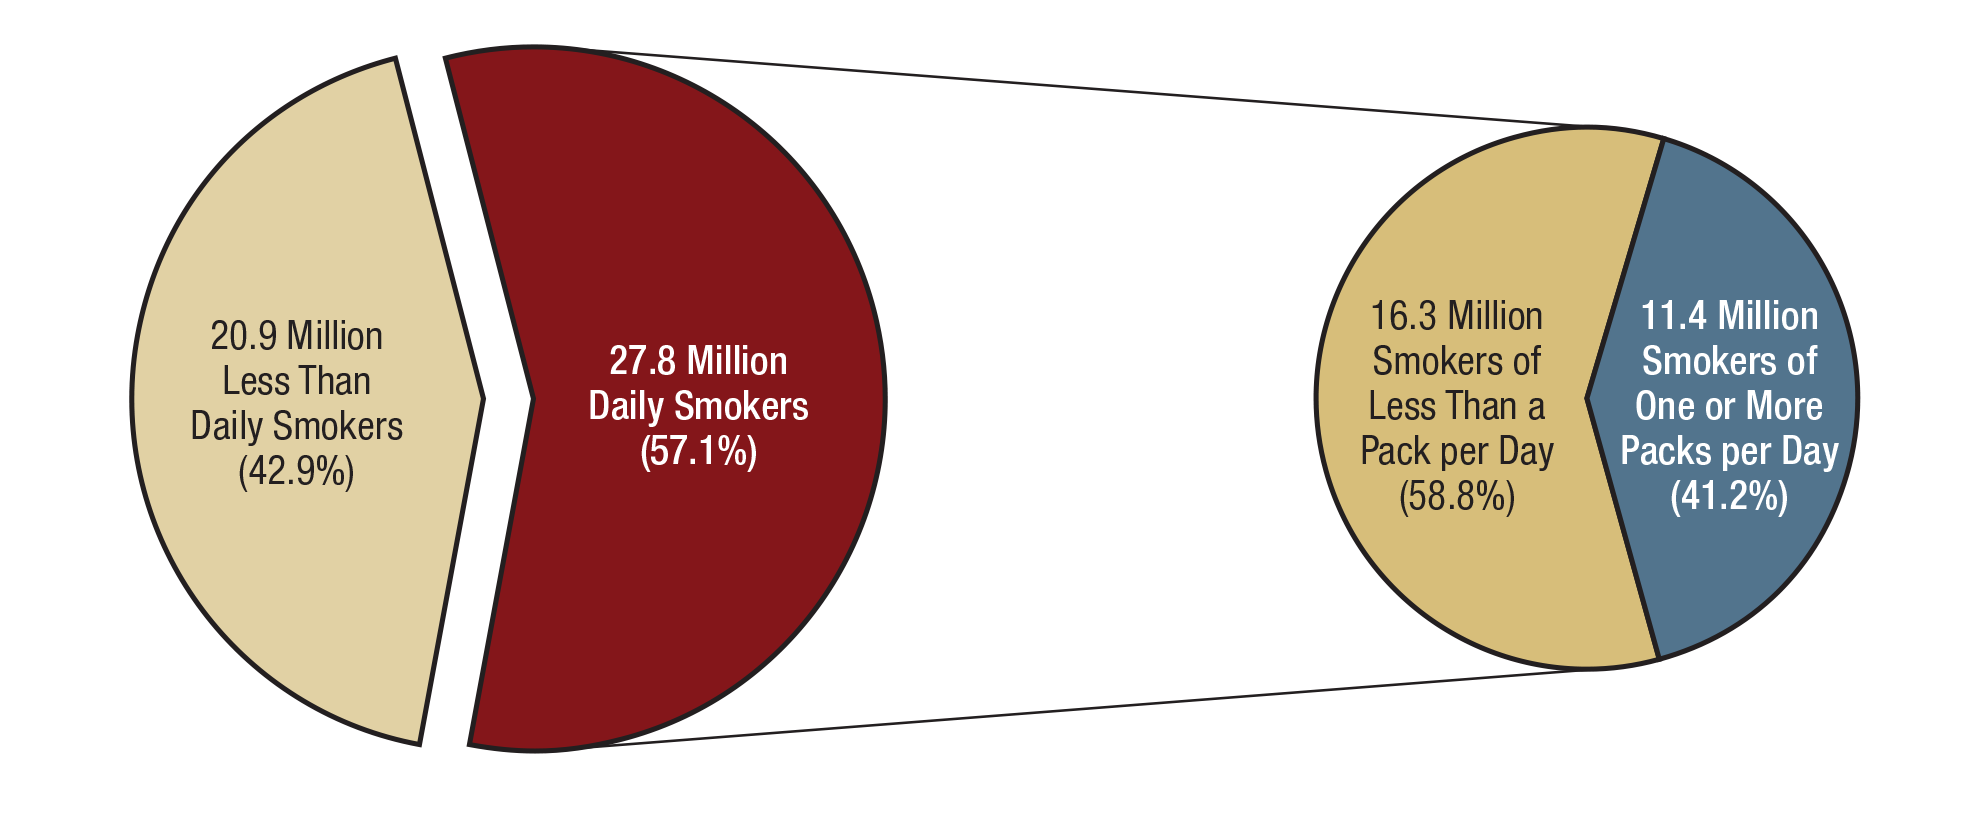 20.9 Million
Less Than
Daily Smokers
(42.9%)
27.8 Million
Daily Smokers
(57.1%)
16.3 Million
Smokers of
Less Than a
Pack per Day
(58.8%)
11.4 Million
Smokers of
One or More
Packs per Day
(41.2%)